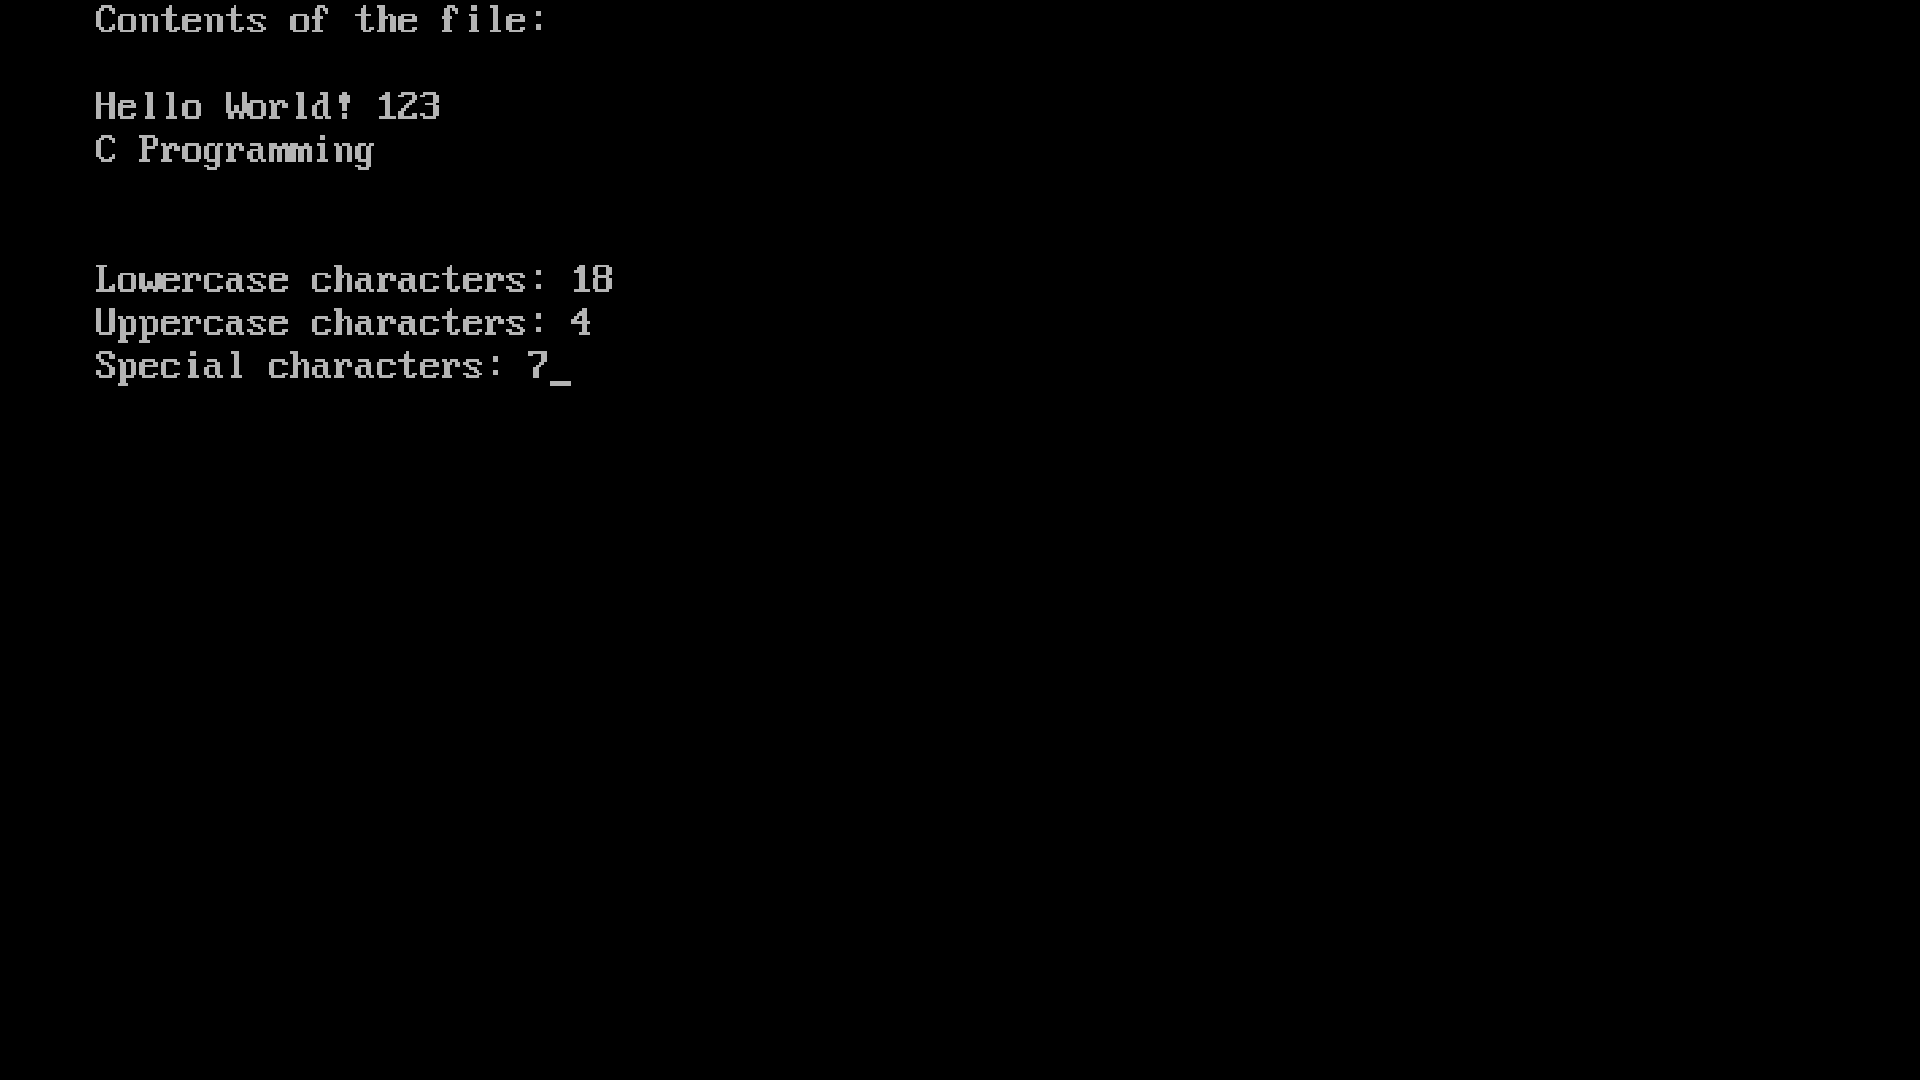 Contents of the file:
Hello World! 123
C Programming
Lowercase characters: 18
Uppercase characters: 4
Special characters: 7_